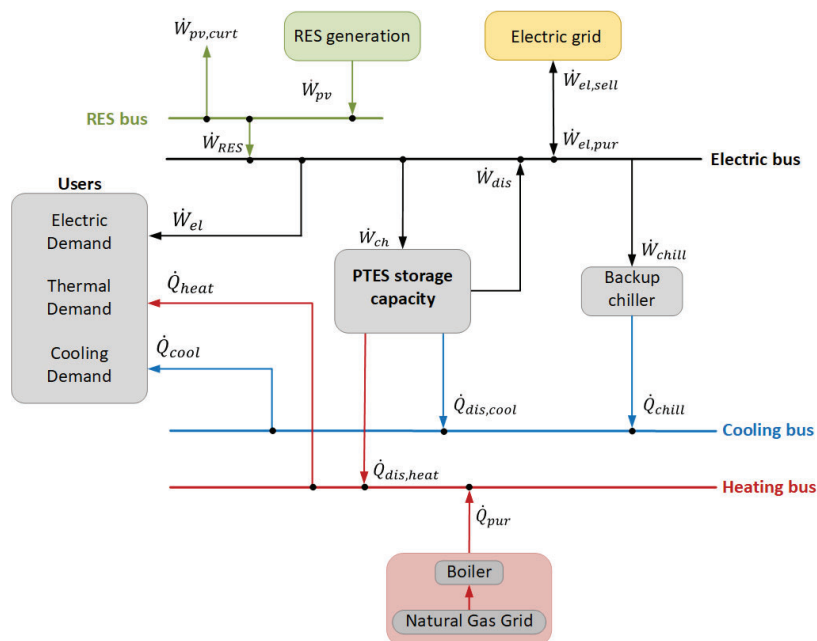 Ẇpv,curt
RES generation
Electric grid
Ẇpv
Ẇel,sell
RES bus
ẆRES
Ẇel,pur
Electric bus
Ẇdis
Users
Electric
Demand
Ẇel
Ẇch
Ẇchill
PTES storage
capacity
Backup
chiller
Thermal
Demand
Q̇heat
Cooling
Demand
Q̇cool
Q̇dis,cool
Q̇chill
Cooling bus
Q̇dis,heat
Heating bus
Q̇pur
Boiler
Natural Gas Grid